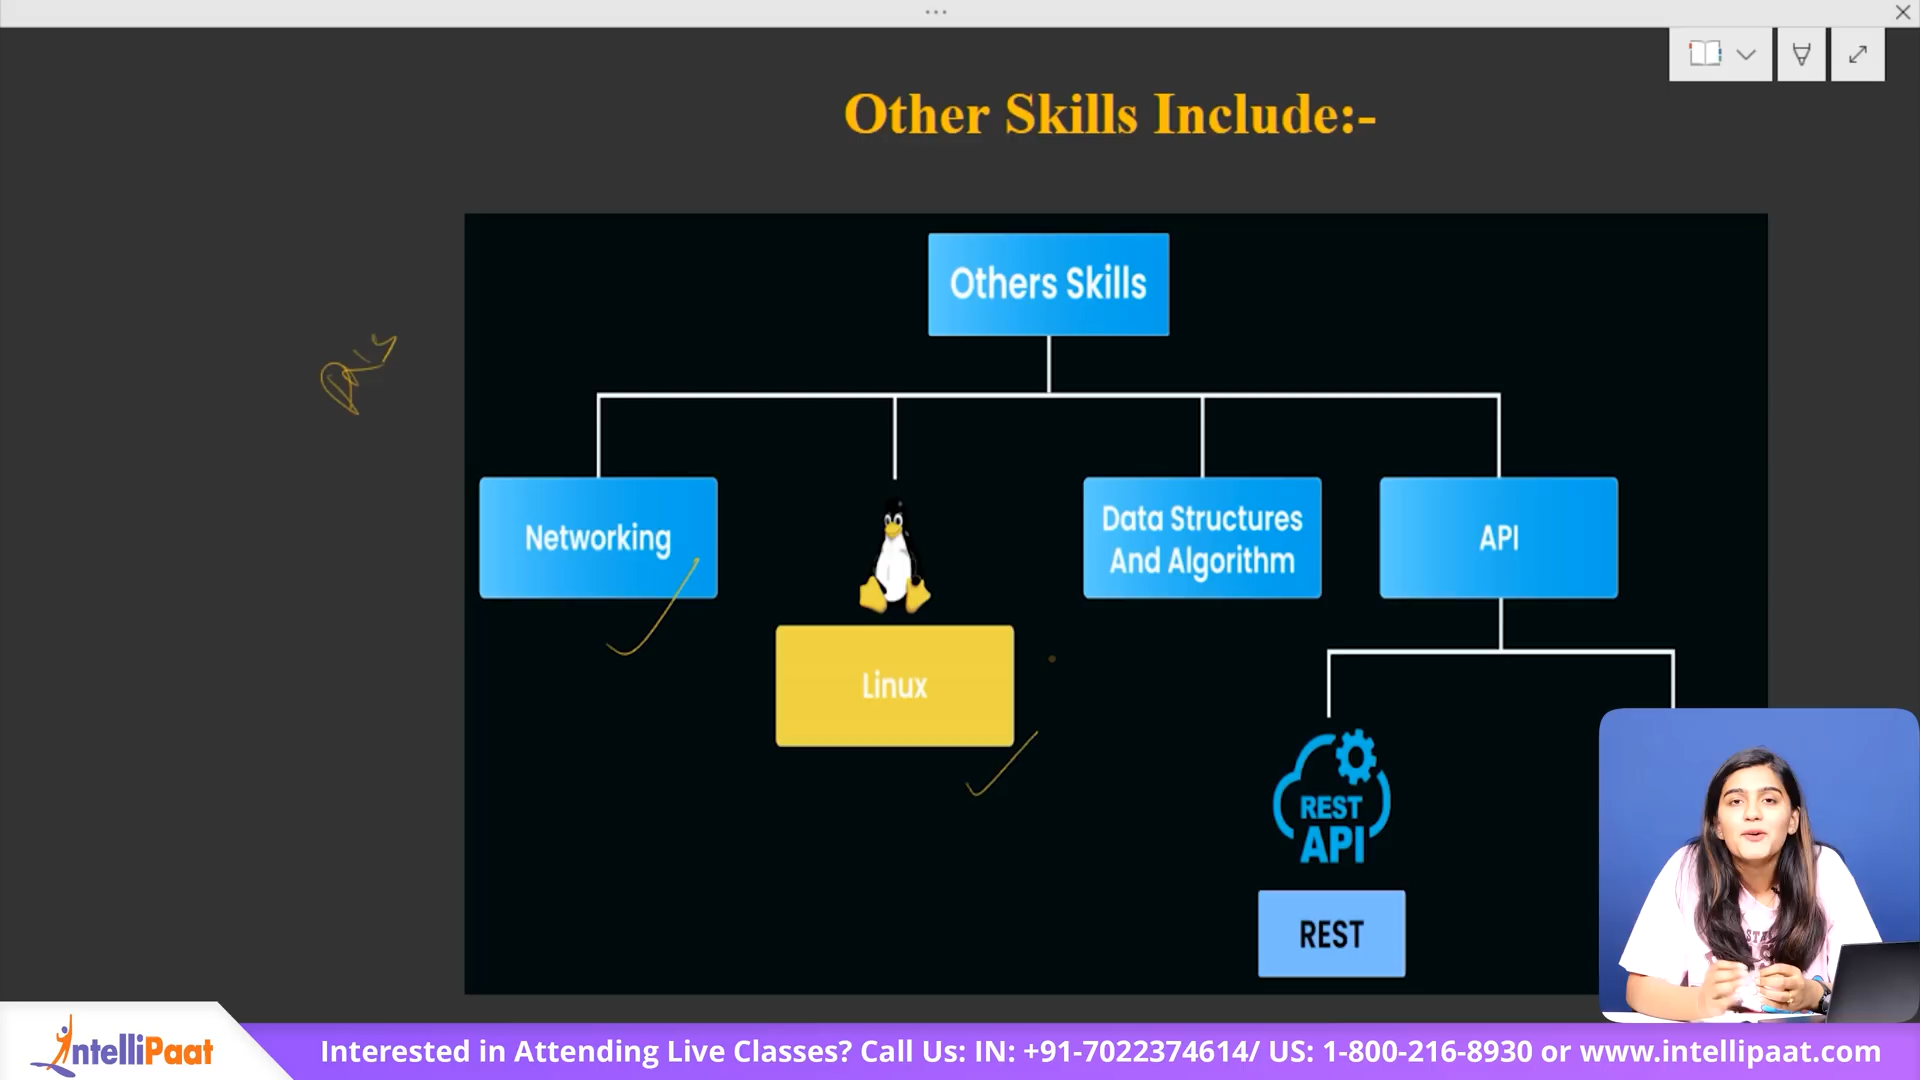 Other Skills Include:-
Others Skills
Networking
Data Structures
And Algorithm
API
Linux
REST
API
REST
IntelliPaat
Interested in Attending Live Classes? Call Us: IN: +91-7022374614/ US: 1-800-216-8930 or www.intellipaat.com